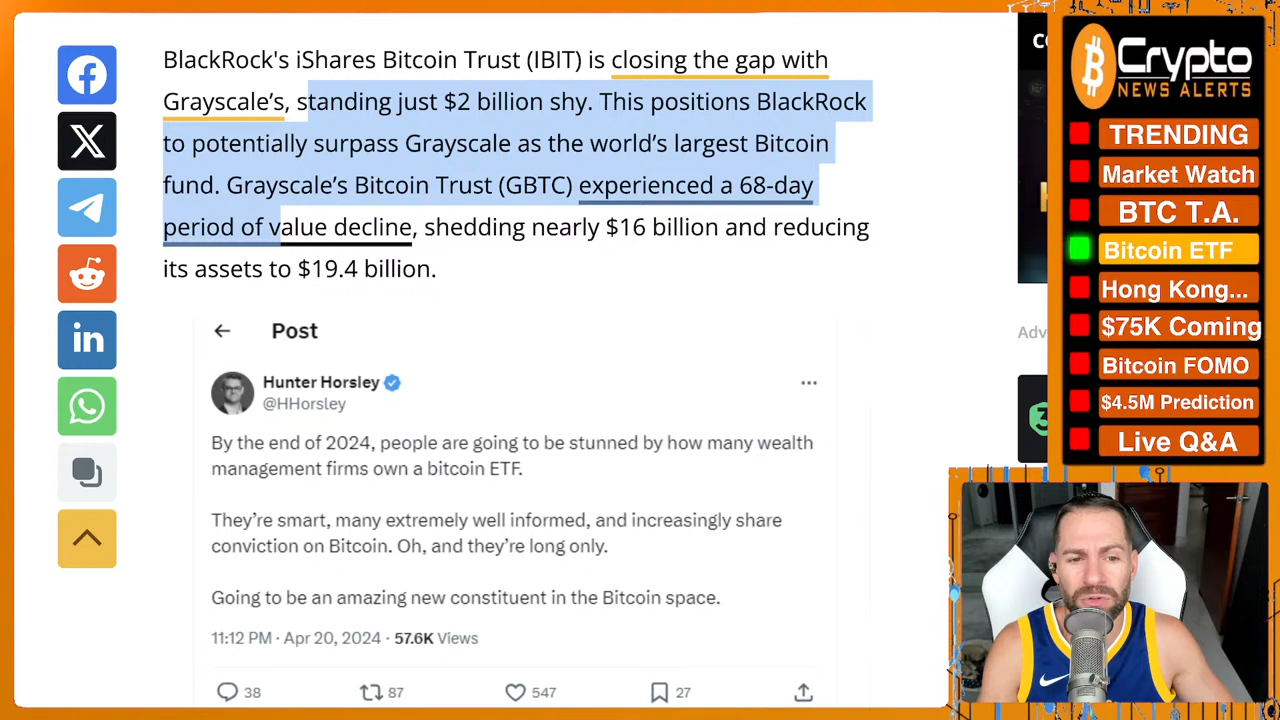 BlackRock's iShares Bitcoin Trust (IBIT) is closing the gap with
Grayscale’s, standing just $2 billion shy. This positions BlackRock
to potentially surpass Grayscale as the world’s largest Bitcoin
fund. Grayscale’s Bitcoin Trust (GBTC) experienced a 68-day
period of value decline, shedding nearly $16 billion and reducing
its assets to $19.4 billion.
Post
Hunter Horsley
@HHorsley
By the end of 2024, people are going to be stunned by how many wealth
management firms own a bitcoin ETF.
They’re smart, many extremely well informed, and increasingly share
conviction on Bitcoin. Oh, and they’re long only.
Going to be an amazing new constituent in the Bitcoin space.
11:12 PM · Apr 20, 2024 · 57.6K Views
38 87 547 27
Crypto
NEWS ALERTS
TRENDING
Market Watch
BTC T.A.
Bitcoin ETF
Hong Kong...
$75K Coming
Bitcoin FOMO
$4.5M Prediction
Live Q&A